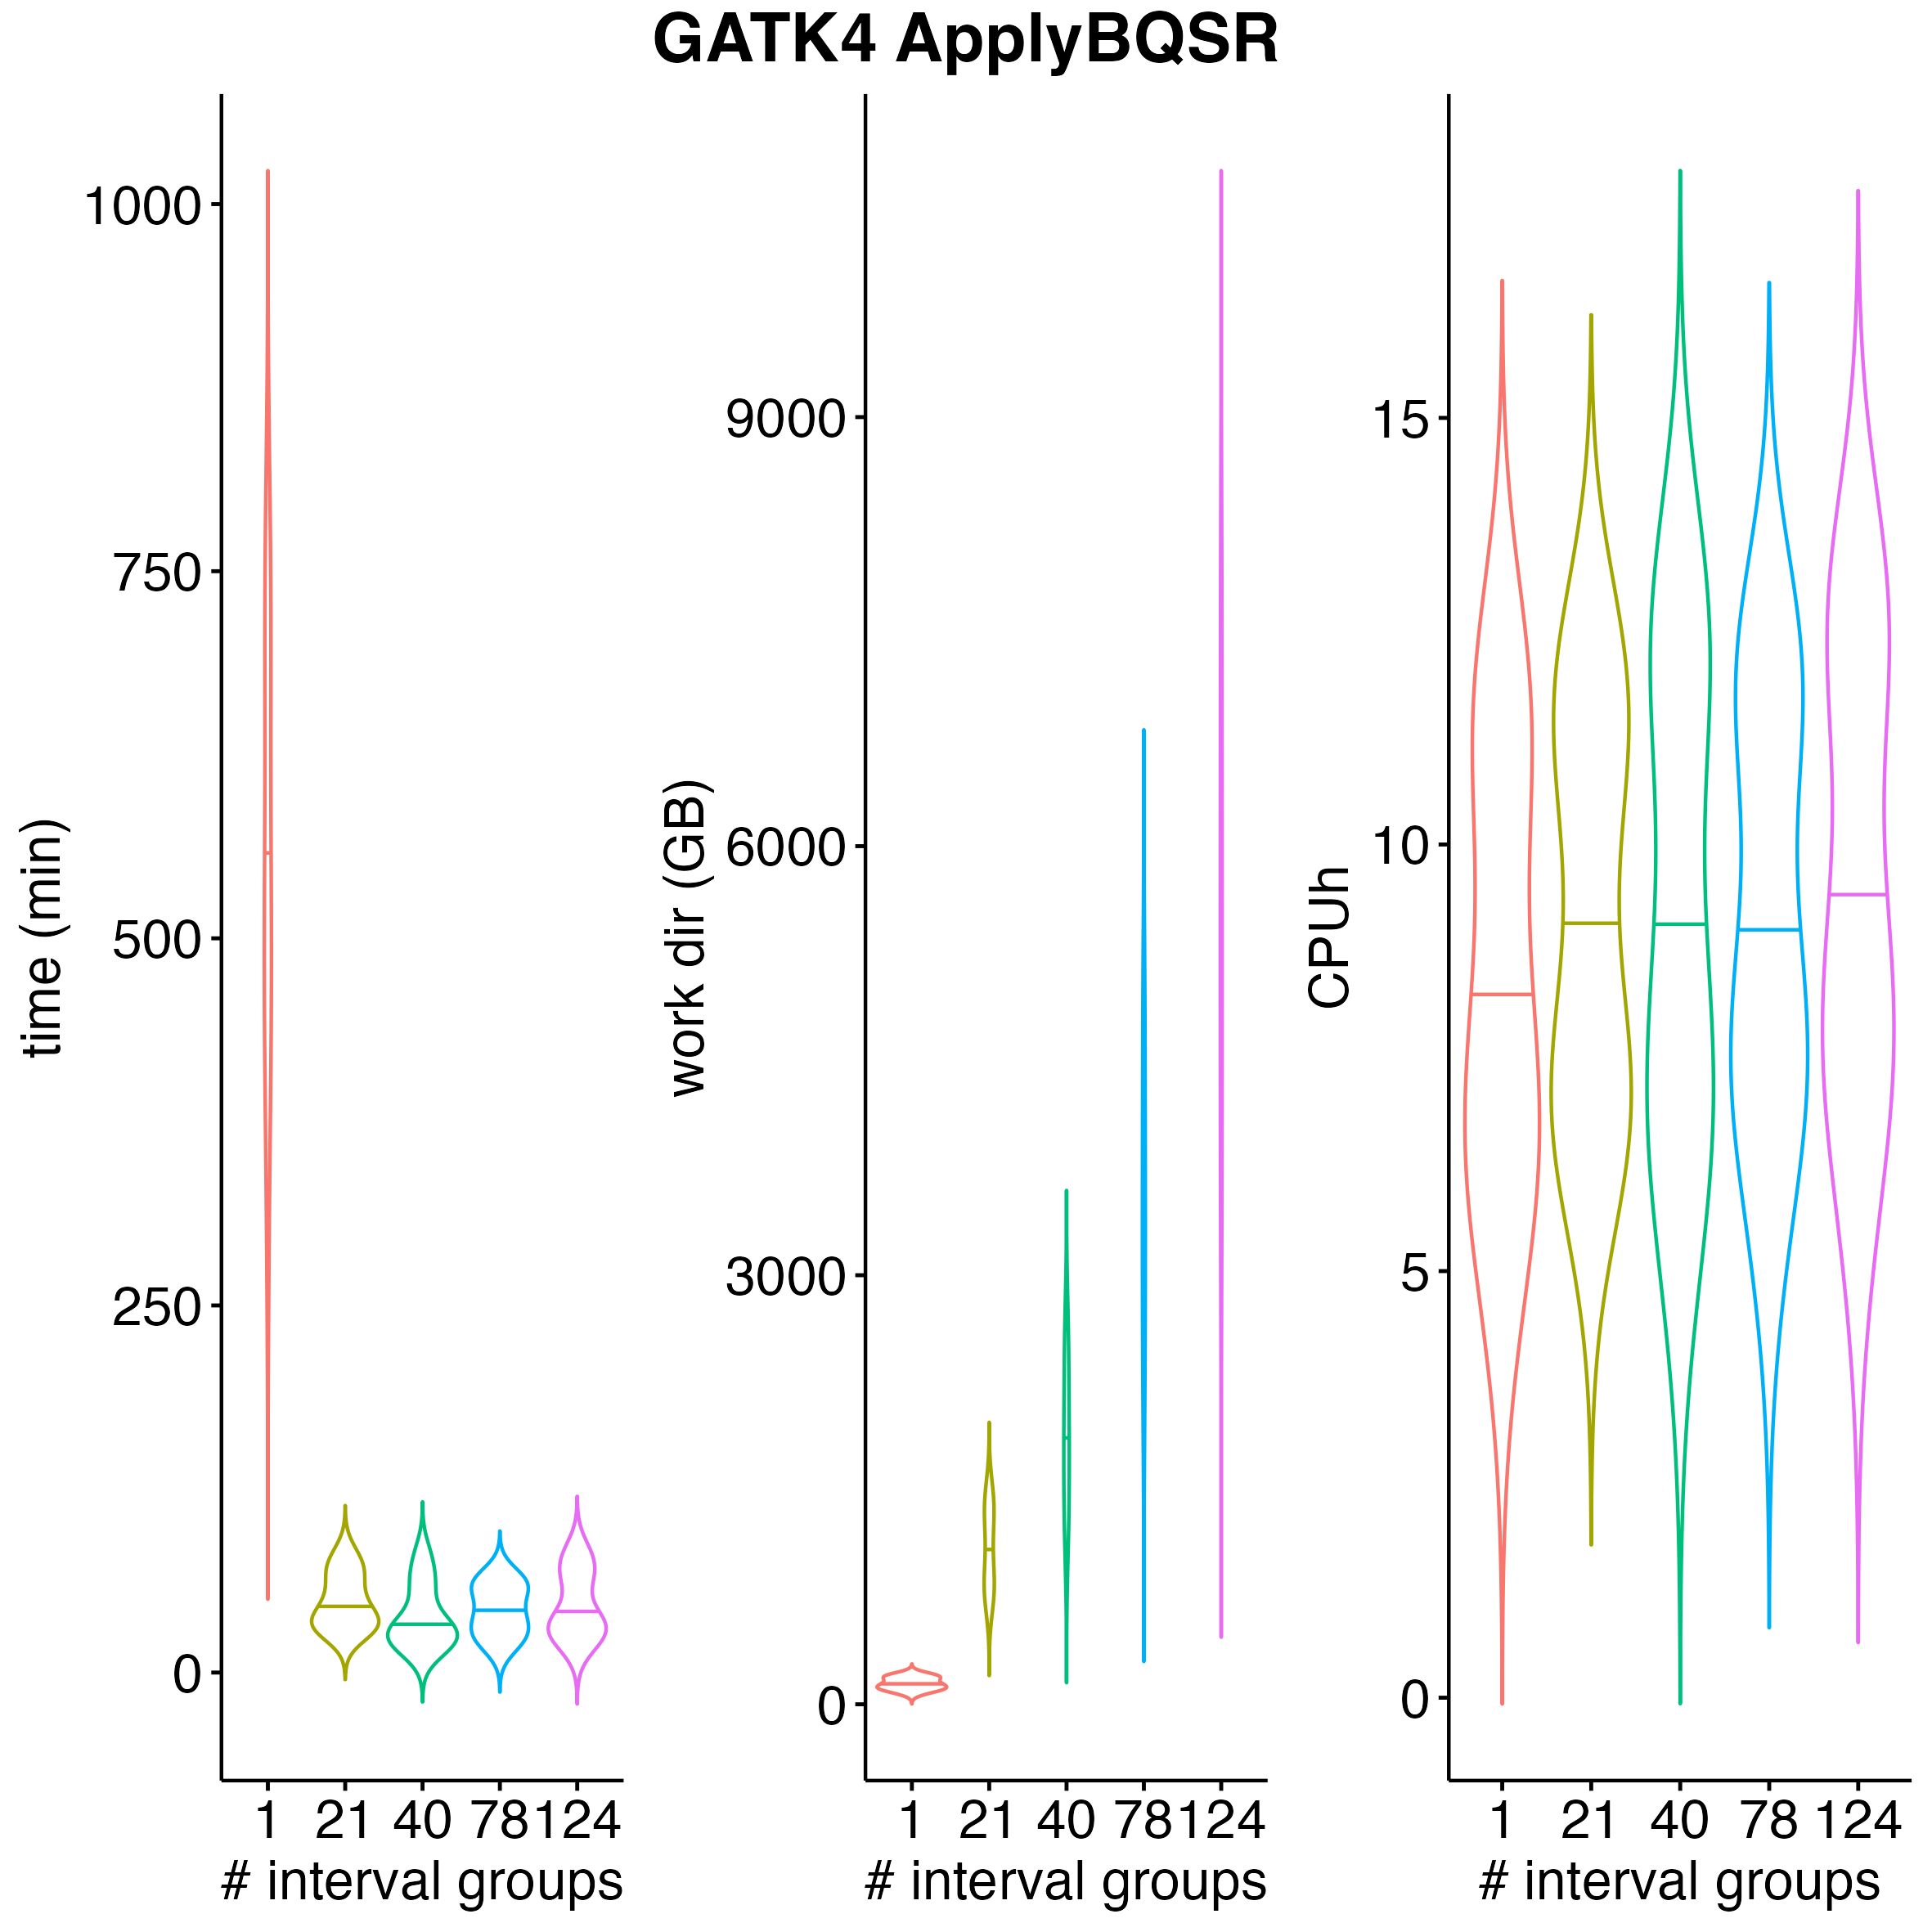 GATK4 ApplyBQSR
time (min)
1000
750
500
250
0
1 21 40 78 124
# interval groups
work dir (GB)
9000
6000
3000
0
1 21 40 78 124
# interval groups
CPUh
15
10
5
0
1 21 40 78 124
# interval groups